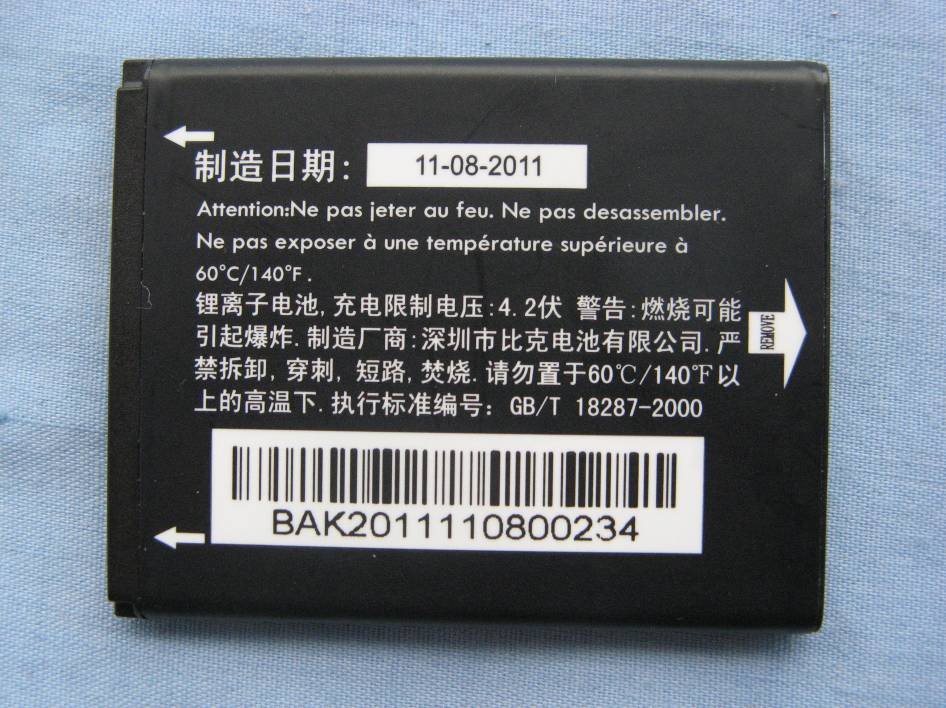 制造日期: 11-08-2011
Attention:Ne pas jeter au feu. Ne pas desassembler.
Ne pas exposer à une température supérieure à
60°C/140°F.
锂离子电池, 充电限制电压:4.2伏 警告:燃烧可能
引起爆炸. 制造厂商:深圳市比克电池有限公司. 严
禁拆卸, 穿刺, 短路, 焚烧. 请勿置于60℃/140℉以
上的高温下. 执行标准编号: GB/T 18287-2000
REMOVE
BAK2011110800234